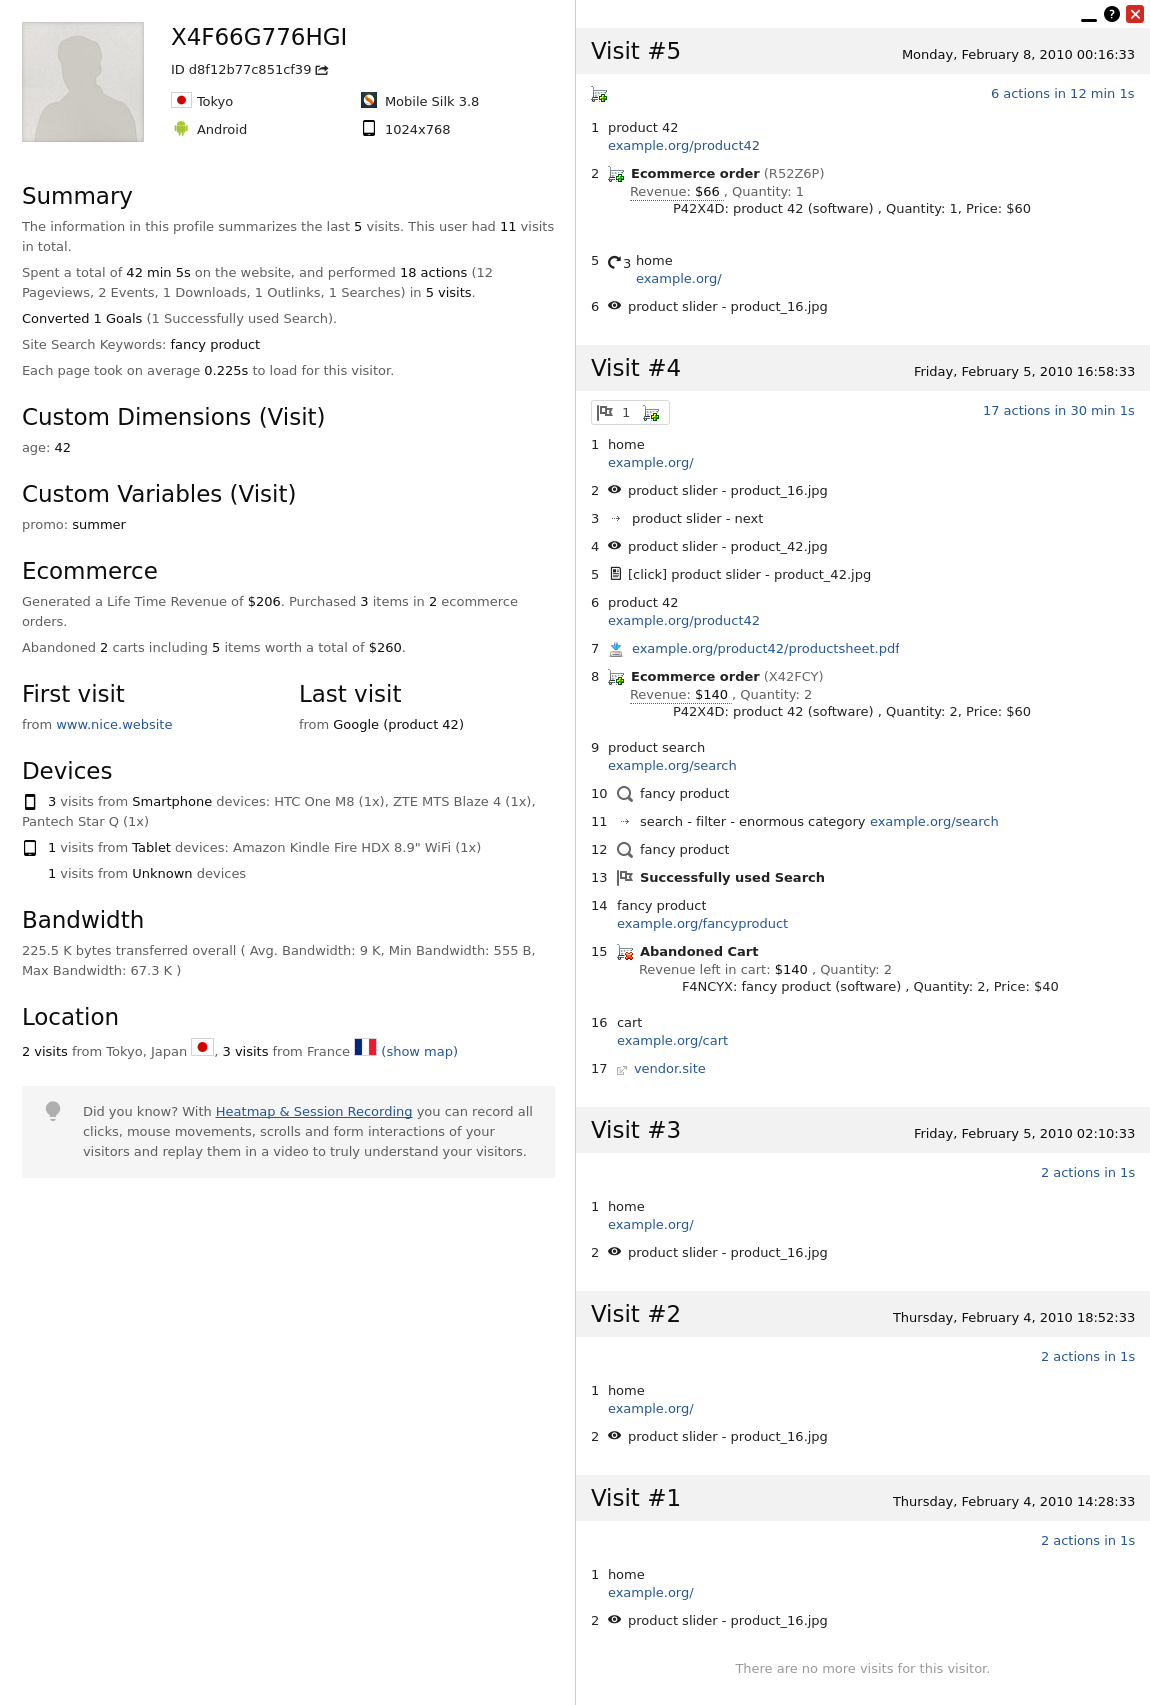 X4F66G776HGI
ID d8f12b77c851cf39
Tokyo
Mobile Silk 3.8
Android
1024x768
Summary
The information in this profile summarizes the last 5 visits. This user had 11 visits
in total.
Spent a total of 42 min 5s on the website, and performed 18 actions (12
Pageviews, 2 Events, 1 Downloads, 1 Outlinks, 1 Searches) in 5 visits.
Converted 1 Goals (1 Successfully used Search).
Site Search Keywords: fancy product
Each page took on average 0.225s to load for this visitor.
Custom Dimensions (Visit)
age: 42
Custom Variables (Visit)
promo: summer
Ecommerce
Generated a Life Time Revenue of $206. Purchased 3 items in 2 ecommerce
orders.
Abandoned 2 carts including 5 items worth a total of $260.
First visit
from www.nice.website
Last visit
from Google (product 42)
Devices
3 visits from Smartphone devices: HTC One M8 (1x), ZTE MTS Blaze 4 (1x),
Pantech Star Q (1x)
1 visits from Tablet devices: Amazon Kindle Fire HDX 8.9" WiFi (1x)
1 visits from Unknown devices
Bandwidth
225.5 K bytes transferred overall ( Avg. Bandwidth: 9 K, Min Bandwidth: 555 B,
Max Bandwidth: 67.3 K )
Location
2 visits from Tokyo, Japan , 3 visits from France (show map)
Did you know? With Heatmap & Session Recording you can record all
clicks, mouse movements, scrolls and form interactions of your
visitors and replay them in a video to truly understand your visitors.
?
Visit #5
Monday, February 8, 2010 00:16:33
6 actions in 12 min 1s
1 product 42
example.org/product42
2 Ecommerce order (R52Z6P)
Revenue: $66 , Quantity: 1
P42X4D: product 42 (software) , Quantity: 1, Price: $60
5 3 home
example.org/
6 product slider - product_16.jpg
Visit #4
Friday, February 5, 2010 16:58:33
1
17 actions in 30 min 1s
1 home
example.org/
2 product slider - product_16.jpg
3 product slider - next
4 product slider - product_42.jpg
5 [click] product slider - product_42.jpg
6 product 42
example.org/product42
7 example.org/product42/productsheet.pdf
8 Ecommerce order (X42FCY)
Revenue: $140 , Quantity: 2
P42X4D: product 42 (software) , Quantity: 2, Price: $60
9 product search
example.org/search
10 fancy product
11 search - filter - enormous category example.org/search
12 fancy product
13 Successfully used Search
14 fancy product
example.org/fancyproduct
15 Abandoned Cart
Revenue left in cart: $140 , Quantity: 2
F4NCYX: fancy product (software) , Quantity: 2, Price: $40
16 cart
example.org/cart
17 vendor.site
Visit #3
Friday, February 5, 2010 02:10:33
2 actions in 1s
1 home
example.org/
2 product slider - product_16.jpg
Visit #2
Thursday, February 4, 2010 18:52:33
2 actions in 1s
1 home
example.org/
2 product slider - product_16.jpg
Visit #1
Thursday, February 4, 2010 14:28:33
2 actions in 1s
1 home
example.org/
2 product slider - product_16.jpg
There are no more visits for this visitor.